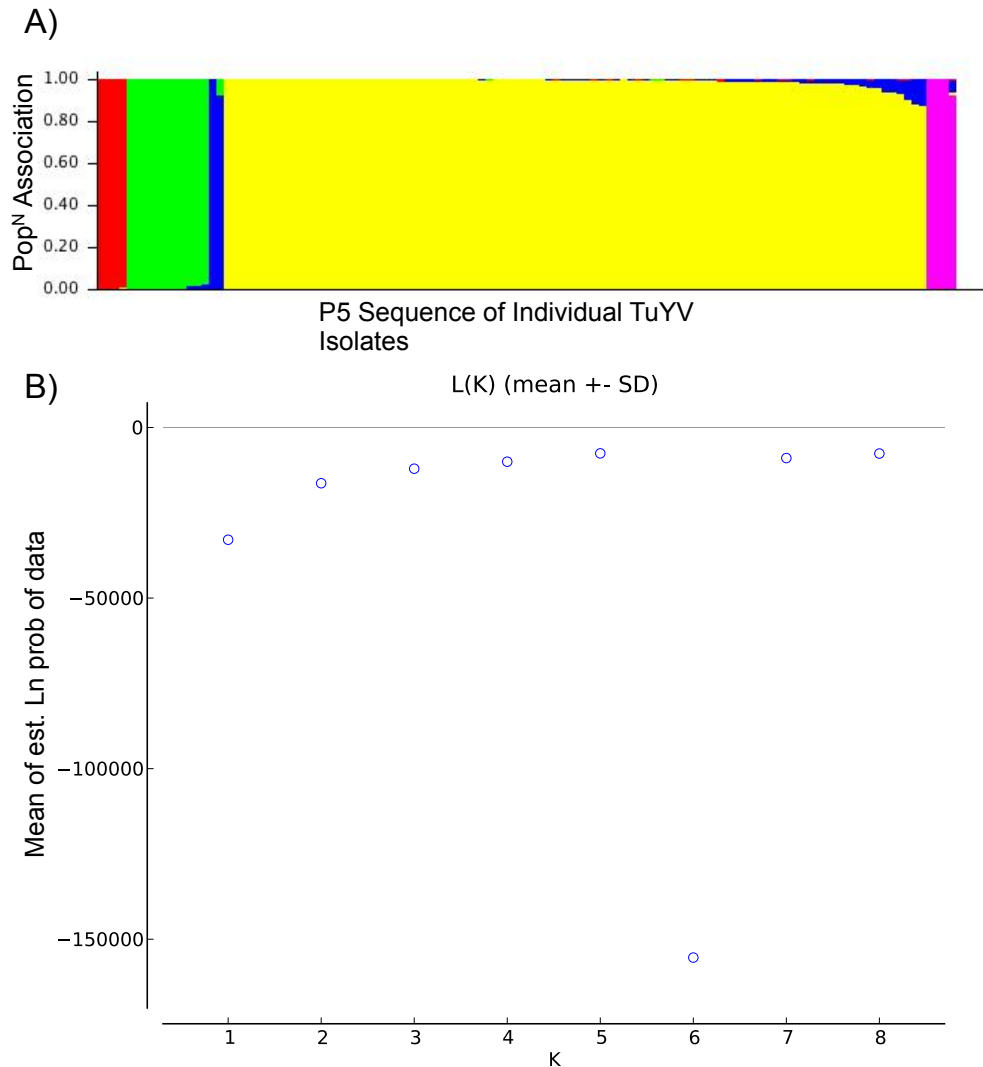 A)
Pop^N Association
1.00
0.80
0.60
0.40
0.20
0.00
P5 Sequence of Individual TuYV
Isolates
B)
L(K) (mean +- SD)
Mean of est. Ln prob of data
0
−50000
−100000
−150000
1 2 3 4 5 6 7 8
K